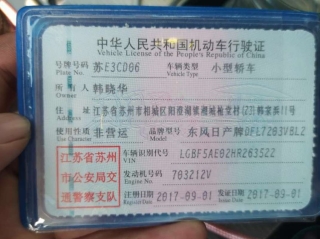 中华人民共和国机动车行驶证
Vehicle License of the People's Republic of China
号牌号码 苏E3CD06 车辆类型 小型轿车
Plate No. Vehicle Type
所有人 韩晓华
Owner
住址 江苏省苏州市相城区阳澄湖镇湘城
Address
使用性质 非营运 品牌型号 东风日产牌DFL7203VBL2
Use Character Model
江苏省苏州市公安局交通警察支队
车辆识别代号 LGBF5AE02HR263522
VIN
发动机号码 703212V
Engine No.
注册日期 2017-09-01 发证日期 2017-09-01
Register Date Issue Date